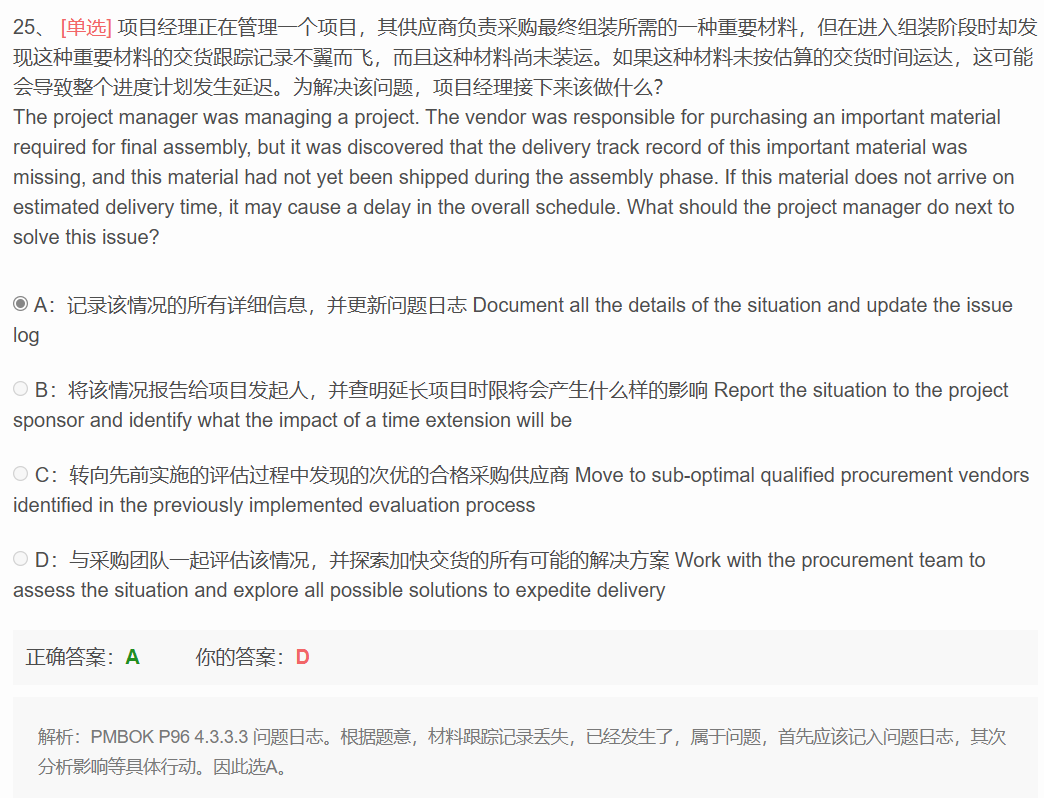 25、 [单选] 项目经理正在管理一个项目，其供应商负责采购最终组装所需的一种重要材料，但在进入组装阶段时却发
现这种重要材料的交货跟踪记录不翼而飞，而且这种材料尚未装运。如果这种材料未按估算的交货时间运达，这可能
会导致整个进度计划发生延迟。为解决该问题，项目经理接下来该做什么？
The project manager was managing a project. The vendor was responsible for purchasing an important material
required for final assembly, but it was discovered that the delivery track record of this important material was
missing, and this material had not yet been shipped during the assembly phase. If this material does not arrive on
estimated delivery time, it may cause a delay in the overall schedule. What should the project manager do next to
solve this issue?
A：记录该情况的所有详细信息，并更新问题日志 Document all the details of the situation and update the issue
log
B：将该情况报告给项目发起人，并查明延长项目时限将会产生什么样的影响 Report the situation to the project
sponsor and identify what the impact of a time extension will be
C：转向先前实施的评估过程中发现的次优的合格采购供应商 Move to sub-optimal qualified procurement vendors
identified in the previously implemented evaluation process
D：与采购团队一起评估该情况，并探索加快交货的所有可能的解决方案 Work with the procurement team to
assess the situation and explore all possible solutions to expedite delivery
正确答案：A 你的答案：D
解析：PMBOK P96 4.3.3.3 问题日志。根据题意，材料跟踪记录丢失，已经发生了，属于问题，首先应该记入问题日志，其次
分析影响等具体行动。因此选A。